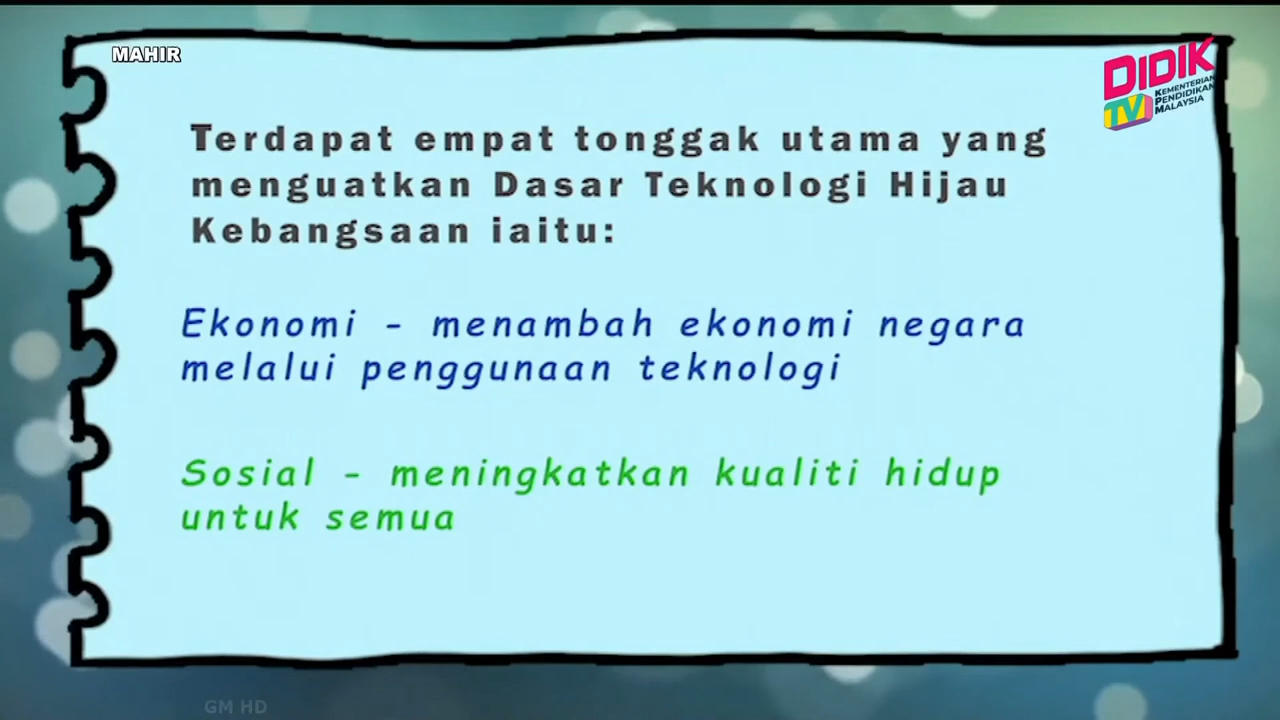 MAHIR
DIDIK
TV
KEMENTERIAN
PENDIDIKAN
MALAYSIA
Terdapat empat tonggak utama yang
menguatkan Dasar Teknologi Hijau
Kebangsaan iaitu:
Ekonomi - menambah ekonomi negara
melalui penggunaan teknologi
Sosial - meningkatkan kualiti hidup
untuk semua
GM HD